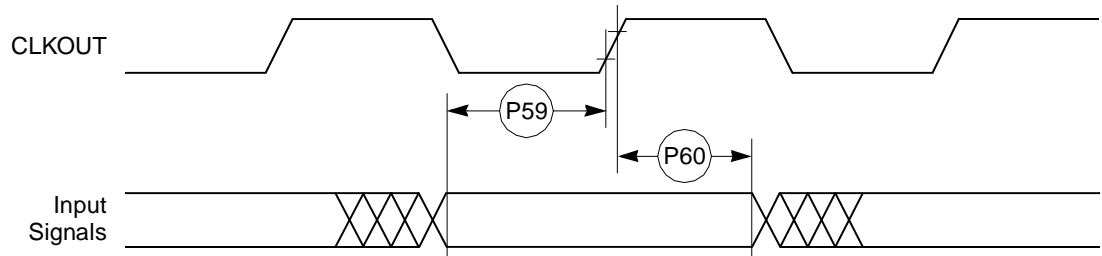 CLKOUT
P59
P60
Input
Signals